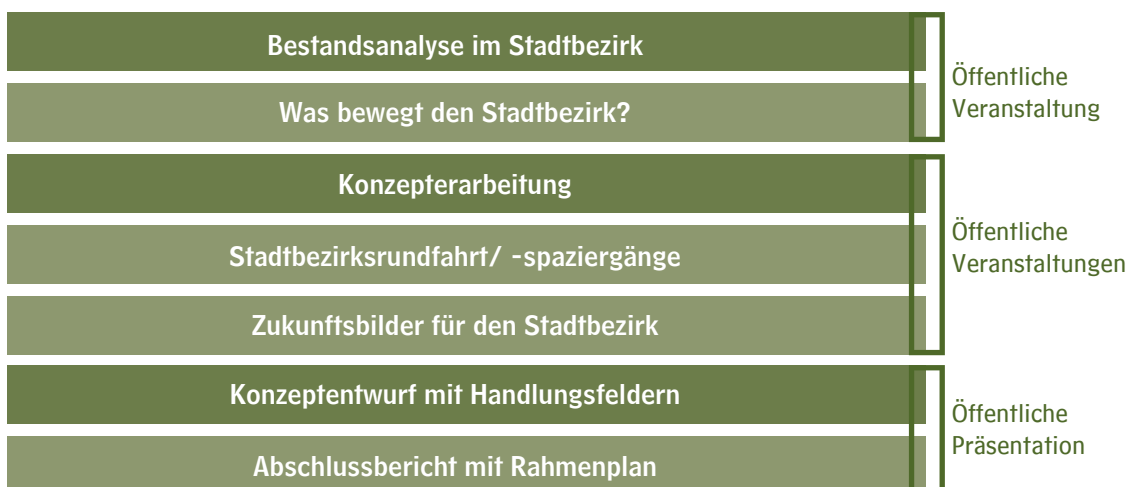 Bestandsanalyse im Stadtbezirk
Was bewegt den Stadtbezirk?
Öffentliche
Veranstaltung
Konzepterarbeitung
Stadtbezirksrundfahrt/ -spaziergänge
Zukunftsbilder für den Stadtbezirk
Öffentliche
Veranstaltungen
Konzeptentwurf mit Handlungsfeldern
Abschlussbericht mit Rahmenplan
Öffentliche
Präsentation